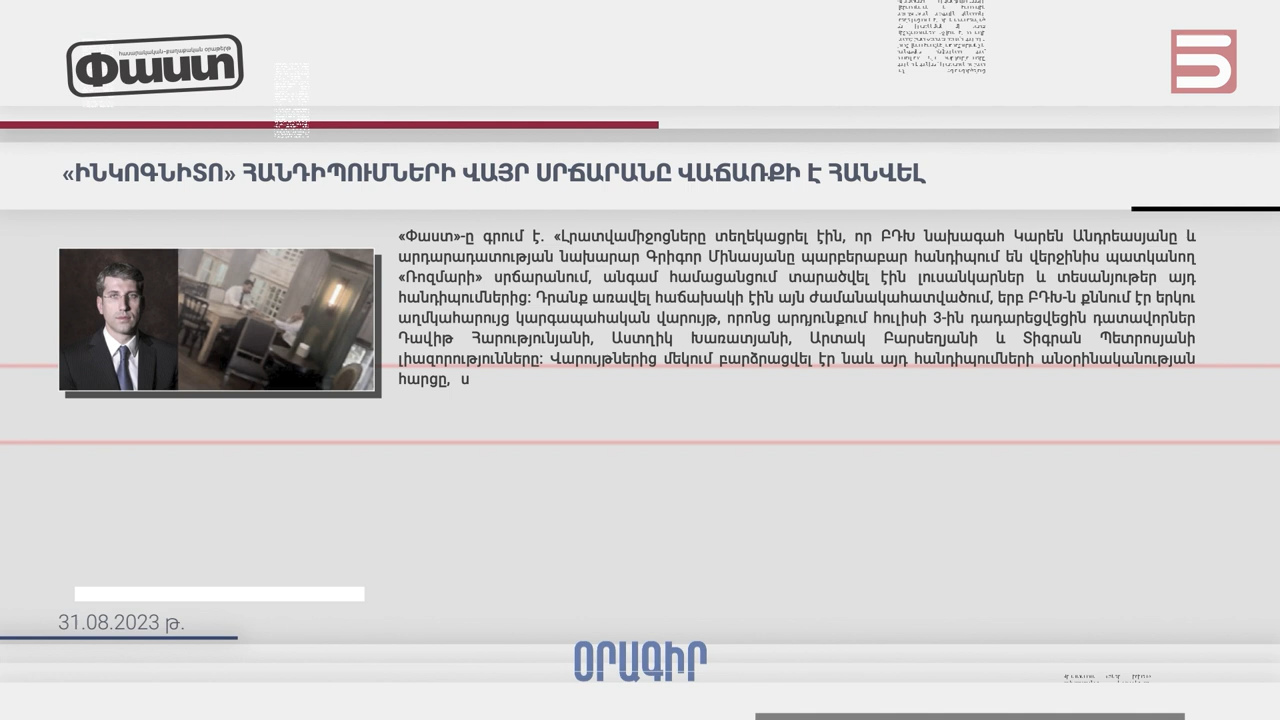 հասարակական-քաղաքական օրաթերթ
Փաստ
«ԻՆԿՈԳՆԻՏՈ» ՀԱՆԴԻՊՈՒՄՆԵՐԻ ՎԱՅՐ ՍՐՃԱՐԱՆԸ ՎԱՃԱՌՔԻ Է ՀԱՆՎԵԼ
«Փաստ»-ը գրում է. «Լրատվամիջոցները տեղեկացրել էին, որ ԲԴԽ նախագահ Կարեն Անդրեասյանը և
արդարադատության նախարար Գրիգոր Մինասյանը պարբերաբար հանդիպում են վերջինիս պատկանող
«Ռոզմարի» սրճարանում, անգամ համացանցում տարածվել էին լուսանկարներ և տեսանյութեր այդ
հանդիպումներից: Դրանք առավել հաճախակի էին այն ժամանակահատվածում, երբ ԲԴԽ-ն քննում էր երկու
աղմկահարույց կարգապահական վարույթ, որոնց արդյունքում հուլիսի 3-ին դադարեցվեցին դատավորներ
Դավիթ Հարությունյանի, Աստղիկ Խառատյանի, Արտակ Բարսեղյանի և Տիգրան Պետրոսյանի
լիազորությունները: Վարույթներից մեկում բարձրացվել էր նաև այդ հանդիպումների անօրինականության
հարցը, ս
31.08.2023 թ.
ՕՐԱԳԻՐ